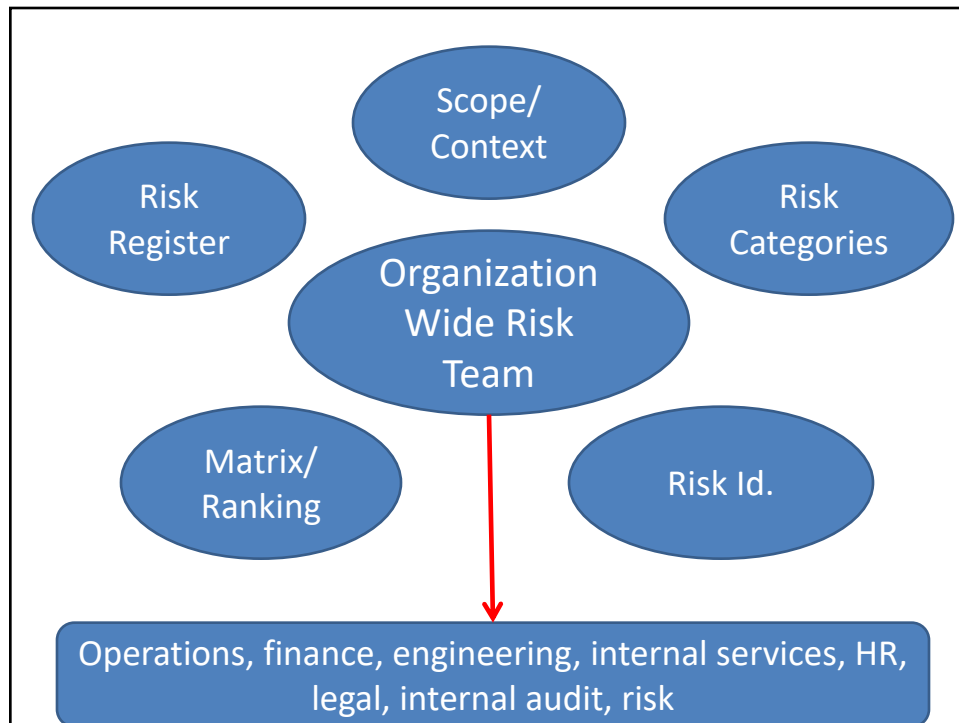 Scope/
Context
Risk
Register
Risk
Categories
Organization
Wide Risk
Team
Matrix/
Ranking
Risk Id.
Operations, finance, engineering, internal services, HR,
legal, internal audit, risk